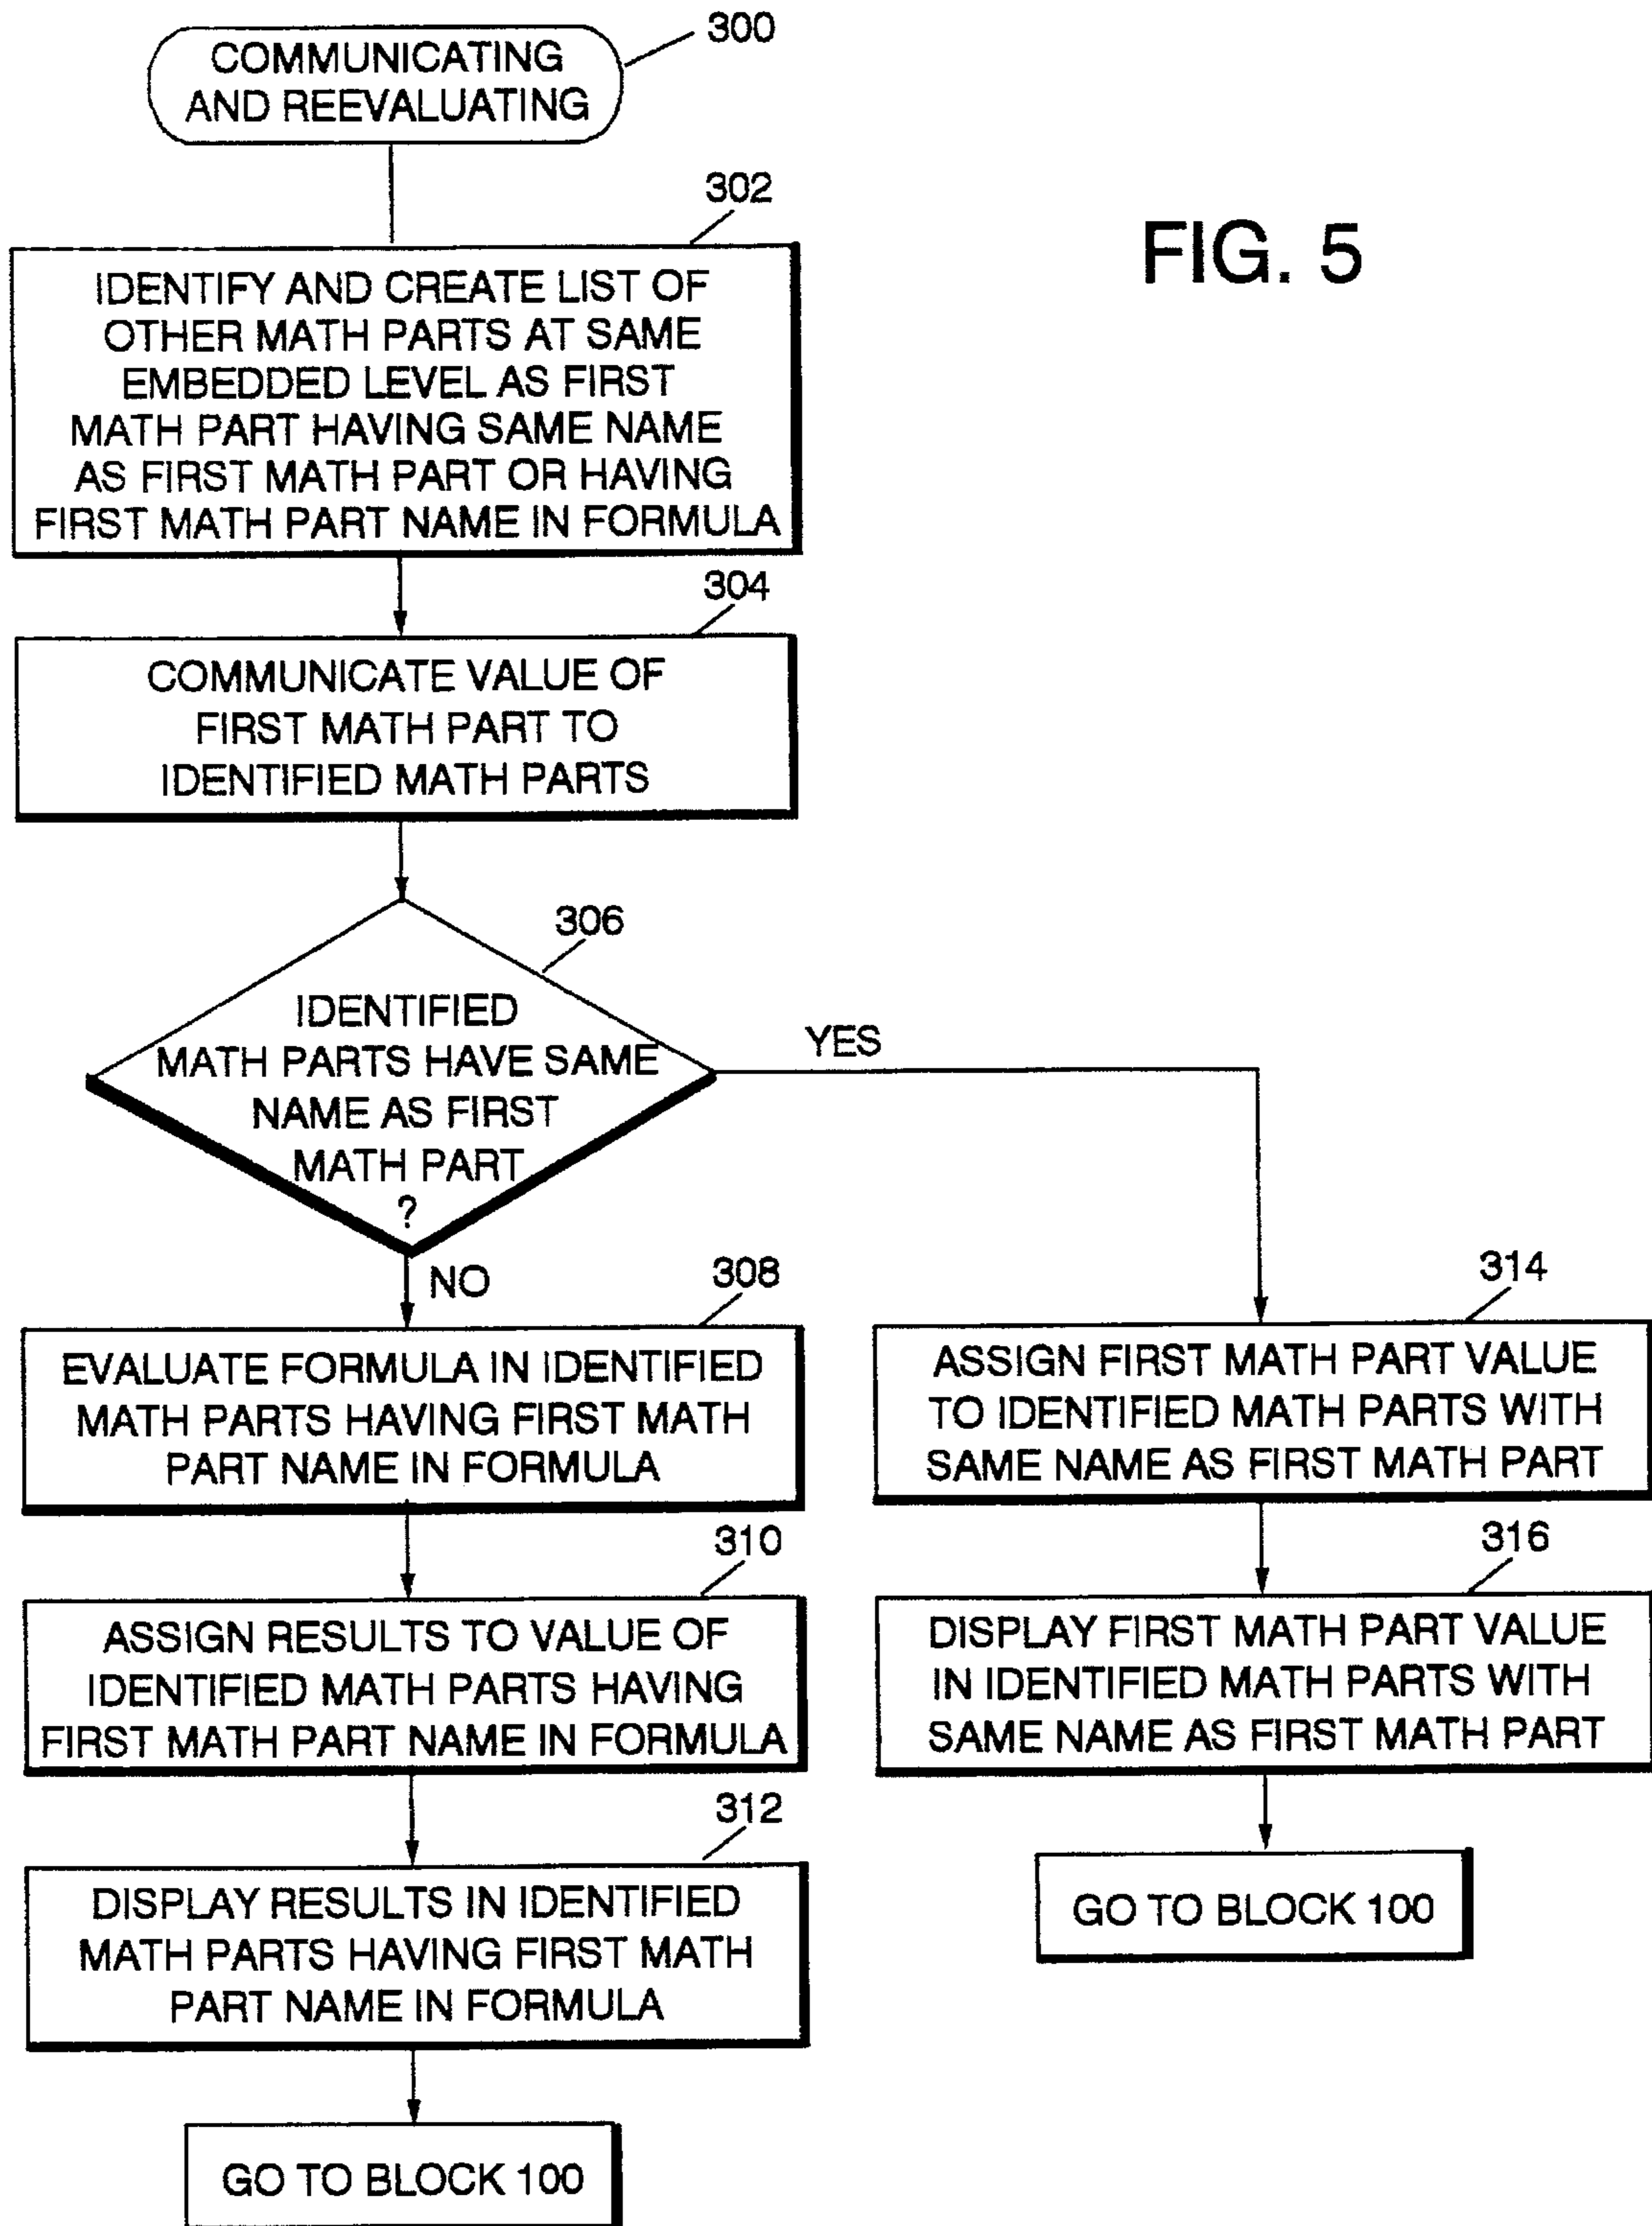 300
COMMUNICATING
AND REEVALUATING
302
FIG. 5
IDENTIFY AND CREATE LIST OF
OTHER MATH PARTS AT SAME
EMBEDDED LEVEL AS FIRST
MATH PART HAVING SAME NAME
AS FIRST MATH PART OR HAVING
FIRST MATH PART NAME IN FORMULA
304
COMMUNICATE VALUE OF
FIRST MATH PART TO
IDENTIFIED MATH PARTS
306
IDENTIFIED
MATH PARTS HAVE SAME
NAME AS FIRST
MATH PART
?
YES
NO
308
EVALUATE FORMULA IN IDENTIFIED
MATH PARTS HAVING FIRST MATH
PART NAME IN FORMULA
310
ASSIGN RESULTS TO VALUE OF
IDENTIFIED MATH PARTS HAVING
FIRST MATH PART NAME IN FORMULA
312
DISPLAY RESULTS IN IDENTIFIED
MATH PARTS HAVING FIRST MATH
PART NAME IN FORMULA
GO TO BLOCK 100
314
ASSIGN FIRST MATH PART VALUE
TO IDENTIFIED MATH PARTS WITH
SAME NAME AS FIRST MATH PART
316
DISPLAY FIRST MATH PART VALUE
IN IDENTIFIED MATH PARTS WITH
SAME NAME AS FIRST MATH PART
GO TO BLOCK 100